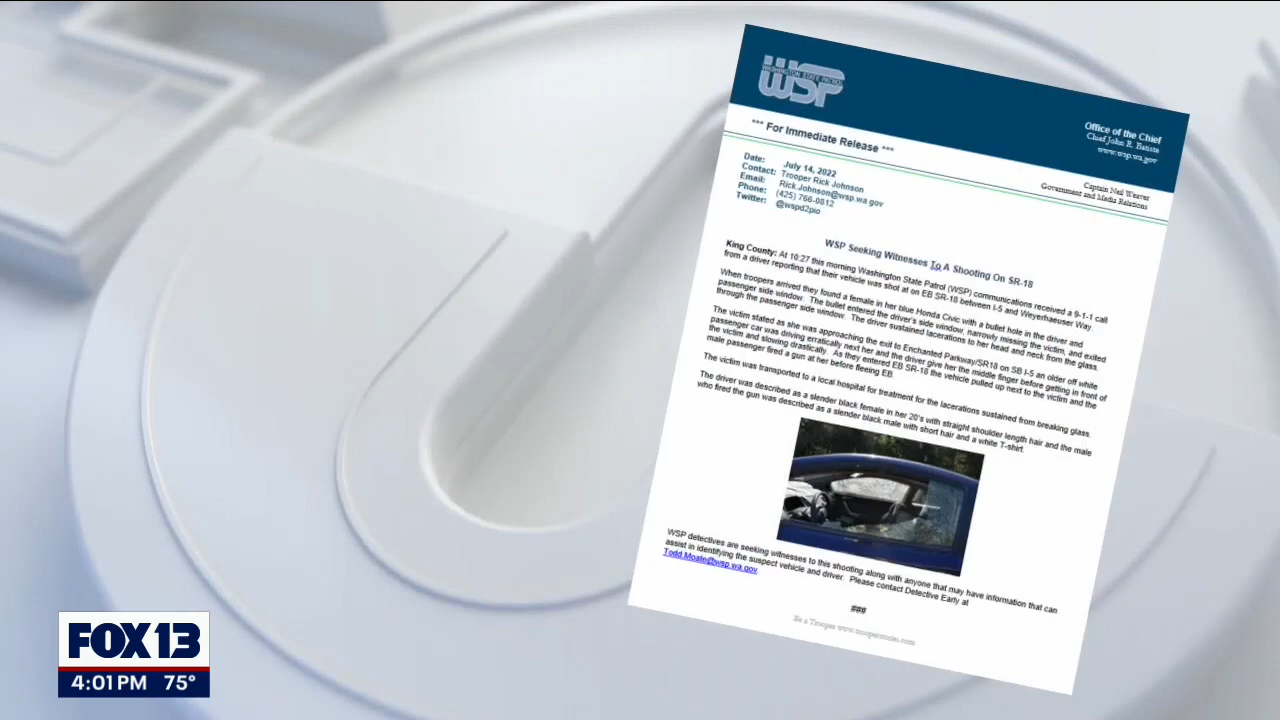 WASHINGTON STATE PATROL
WSP
Office of the Chief
Chief John R. Batiste
www.wsp.wa.gov
*** For Immediate Release ***
Captain Neil Weaver
Government and Media Relations
Date: July 14, 2022
Contact: Trooper Rick Johnson
Email: Rick.Johnson@wsp.wa.gov
Phone: (425) 766-0812
Twitter: @wspd2pio
WSP Seeking Witnesses To A Shooting On SR-18
King County: At 10:27 this morning Washington State Patrol (WSP) communications received a 9-1-1 call
from a driver reporting that their vehicle was shot at on EB SR-18 between I-5 and Weyerhaeuser Way.
When troopers arrived they found a female in her blue Honda Civic with a bullet hole in the driver and
passenger side window. The bullet entered the driver's side window, narrowly missing the victim, and exited
through the passenger side window. The driver sustained lacerations to her head and neck from the glass.
The victim stated as she was approaching the exit to Enchanted Parkway/SR18 on SB I-5 an older off white
passenger car was driving erratically next her and the driver give her the middle finger before getting in front of
the victim and slowing drastically. As they entered EB SR-18 the vehicle pulled up next to the victim and the
male passenger fired a gun at her before fleeing EB.
The victim was transported to a local hospital for treatment for the lacerations sustained from breaking glass.
The driver was described as a slender black female in her 20's with straight shoulder length hair and the male
who fired the gun was described as a slender black male with short hair and a white T-shirt.
WSP detectives are seeking witnesses to this shooting along with anyone that may have information that can
assist in identifying the suspect vehicle and driver. Please contact Detective Early at
Todd.Moate@wsp.wa.gov.
###
Be a Trooper www.trooperstories.com
FOX 13
4:01PM 75°